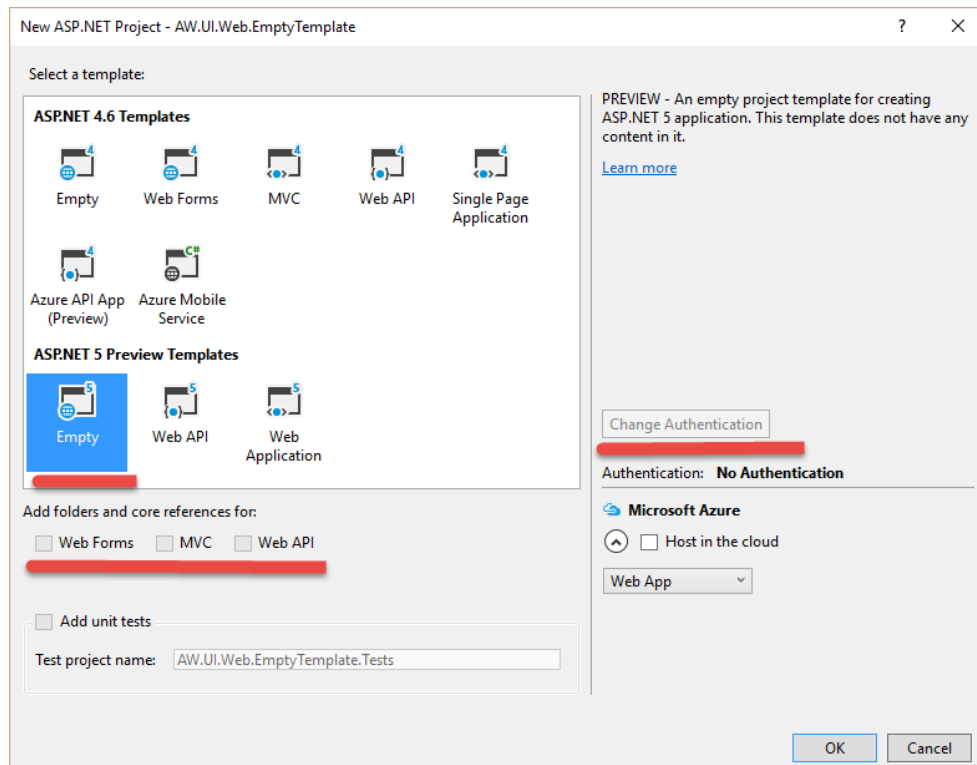 New ASP.NET Project - AW.UI.Web.EmptyTemplate
?
Select a template:
ASP.NET 4.6 Templates
4 4 4 4 4
Empty Web Forms MVC Web API Single Page
Application
4 C#
Azure API App Azure Mobile
(Preview) Service
ASP.NET 5 Preview Templates
5 5 5
Empty Web API Web
Application
Add folders and core references for:
Web Forms MVC Web API
Add unit tests
Test project name: AW.UI.Web.EmptyTemplate.Tests
PREVIEW - An empty project template for creating
ASP.NET 5 application. This template does not have any
content in it.
Learn more
Change Authentication
Authentication: No Authentication
Microsoft Azure
Host in the cloud
Web App
OK Cancel